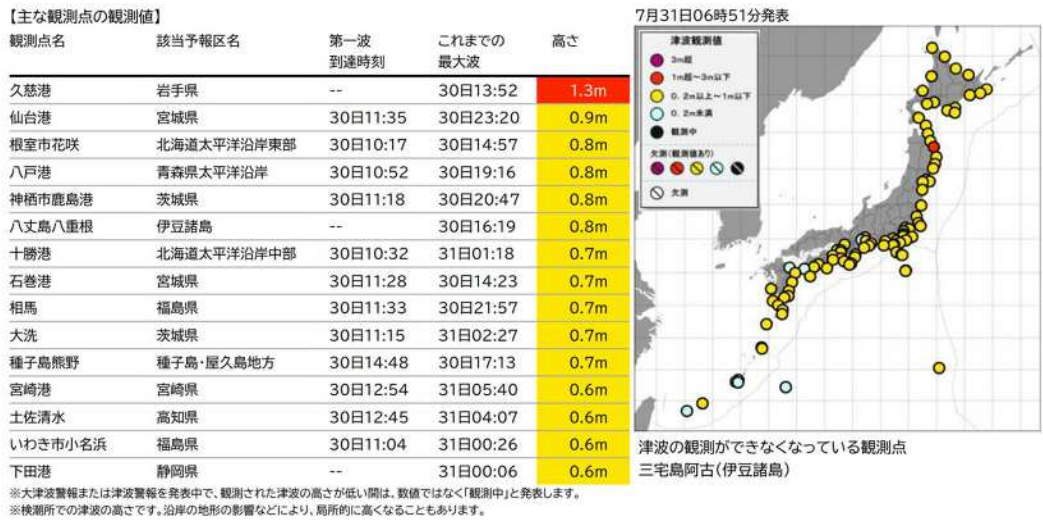 【主な観測点の観測値】
観測点名 該当予報区名 第一波到達時刻 これまでの最大波 高さ
久慈港 岩手県 -- 30日13:52 1.3m
仙台港 宮城県 30日11:35 30日23:20 0.9m
根室市花咲 北海道太平洋沿岸東部 30日10:17 30日14:57 0.8m
八戸港 青森県太平洋沿岸 30日10:52 30日19:16 0.8m
神栖市鹿島港 茨城県 30日11:18 30日20:47 0.8m
八丈島八重根 伊豆諸島 -- 30日16:19 0.8m
十勝港 北海道太平洋沿岸中部 30日10:32 31日01:18 0.7m
石巻港 宮城県 30日11:28 30日14:23 0.7m
相馬 福島県 30日11:33 30日21:57 0.7m
大洗 茨城県 30日11:15 31日02:27 0.7m
種子島熊野 種子島・屋久島地方 30日14:48 30日17:13 0.7m
宮崎港 宮崎県 30日12:54 31日05:40 0.6m
土佐清水 高知県 30日12:45 31日04:07 0.6m
いわき市小名浜 福島県 30日11:04 31日00:26 0.6m
下田港 静岡県 -- 31日00:06 0.6m
※大津波警報または津波警報を発表中で、観測された津波の高さが低い間は、数値ではなく「観測中」と発表します。
※検潮所での津波の高さです。沿岸の地形の影響などにより、局所的に高くなることもあります。
7月31日06時51分発表
津波観測値
3m超
1m超~3m以下
0.2m以上~1m以下
0.2m未満
観測中
欠測(観測値あり)
欠測
津波の観測ができなくなっている観測点
三宅島阿古(伊豆諸島)